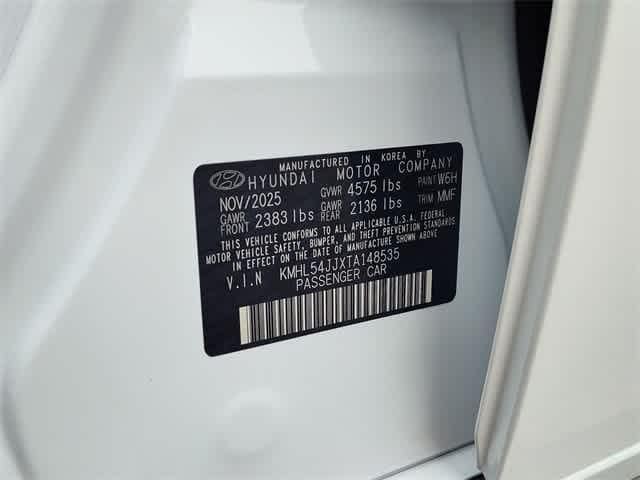 MANUFACTURED IN KOREA BY
HYUNDAI MOTOR COMPANY
NOV/2025 GVWR 4575 lbs PAINT W6H
GAWR FRONT 2383 lbs GAWR REAR 2136 lbs TRIM MMF
THIS VEHICLE CONFORMS TO ALL APPLICABLE U.S.A. FEDERAL
MOTOR VEHICLE SAFETY, BUMPER, AND THEFT PREVENTION STANDARDS
IN EFFECT ON THE DATE OF MANUFACTURE SHOWN ABOVE.
V.I.N KMHL54JJXTA148535
PASSENGER CAR